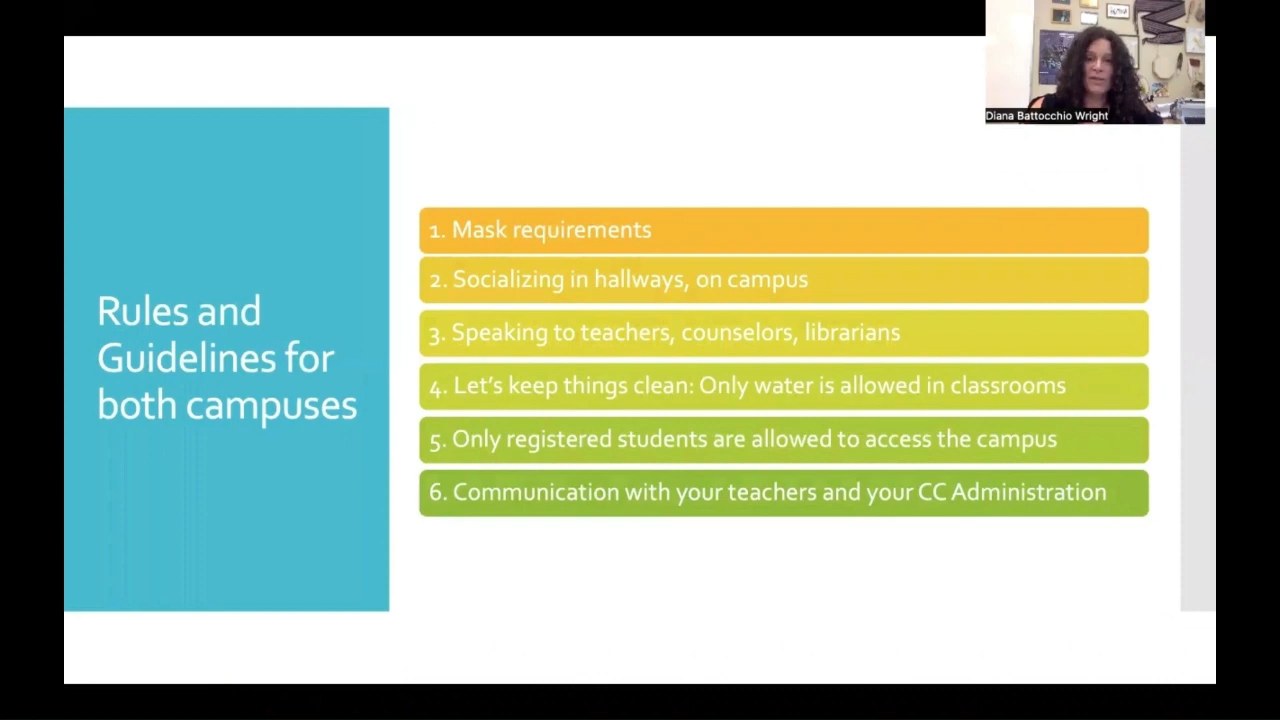 Diana Battocchio Wright
Rules and
Guidelines for
both campuses
1. Mask requirements
2. Socializing in hallways, on campus
3. Speaking to teachers, counselors, librarians
4. Let’s keep things clean: Only water is allowed in classrooms
5. Only registered students are allowed to access the campus
6. Communication with your teachers and your CC Administration